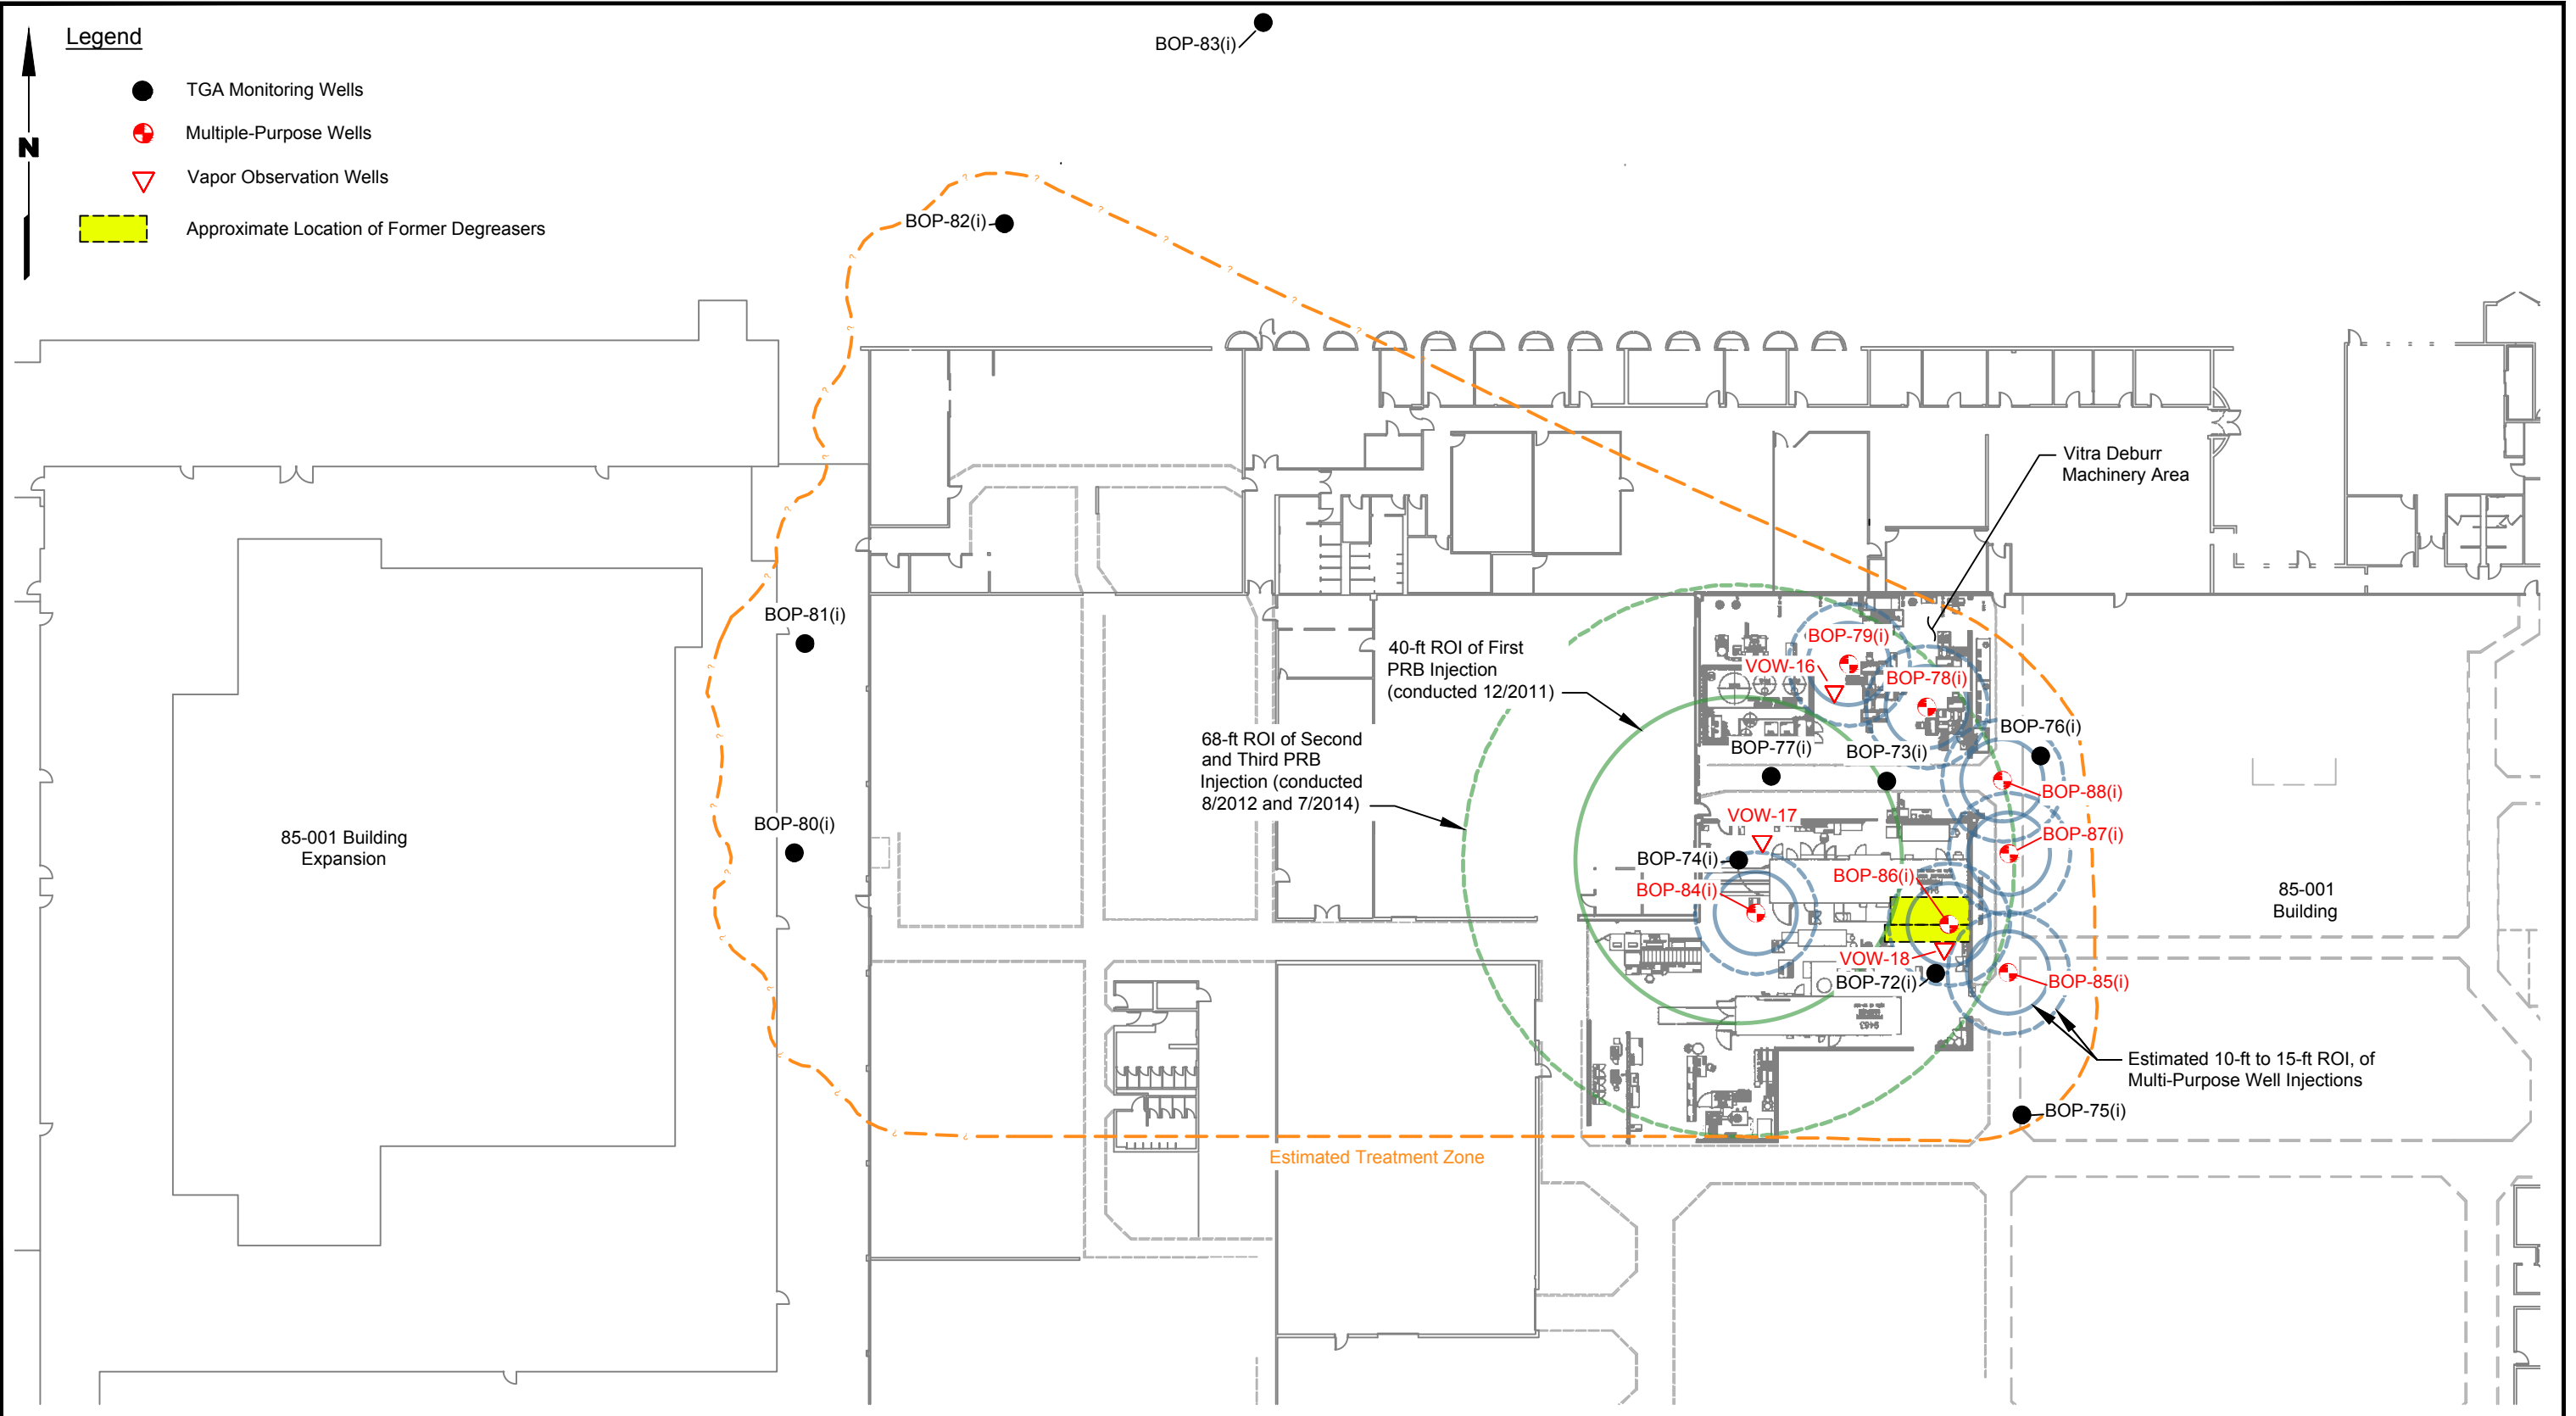 Legend
TGA Monitoring Wells
Multiple-Purpose Wells
Vapor Observation Wells
Approximate Location of Former Degreasers
N
BOP-83(i)
BOP-82(i)
Vitra Deburr
Machinery Area
BOP-81(i)
BOP-79(i)
VOW-16
BOP-78(i)
40-ft ROI of First
PRB Injection
(conducted 12/2011)
BOP-76(i)
BOP-77(i)
BOP-73(i)
68-ft ROI of Second
and Third PRB
Injection (conducted
8/2012 and 7/2014)
BOP-88(i)
BOP-80(i)
VOW-17
BOP-87(i)
85-001 Building
Expansion
BOP-74(i)
BOP-84(i)
BOP-86(i)
85-001
Building
VOW-18
BOP-72(i)
BOP-85(i)
Estimated 10-ft to 15-ft ROI, of
Multi-Purpose Well Injections
BOP-75(i)
Estimated Treatment Zone